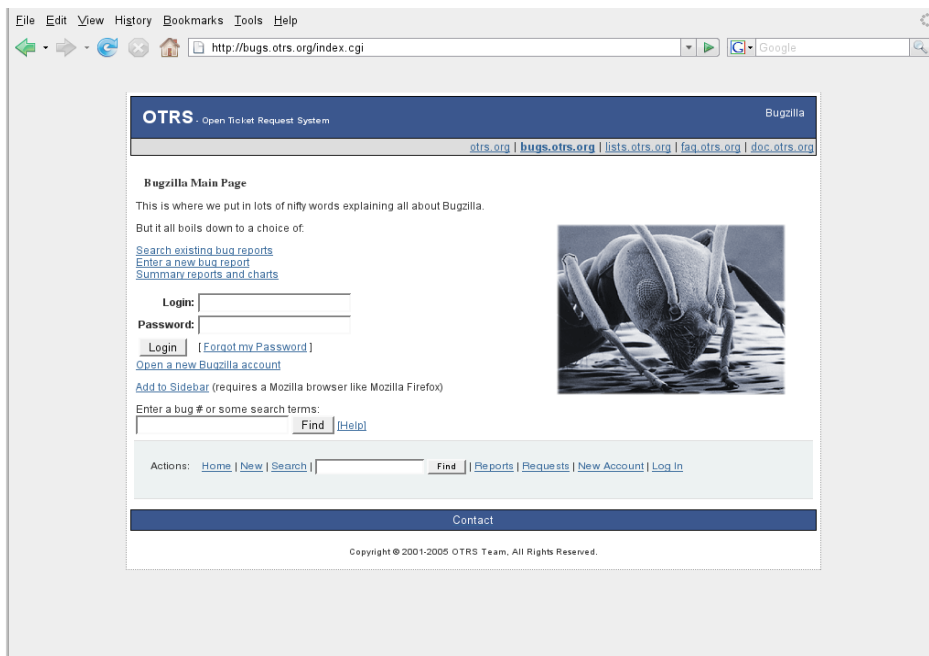 File Edit View History Bookmarks Tools Help
http://bugs.otrs.org/index.cgi
G Google
OTRS - Open Ticket Request System
Bugzilla
otrs.org | bugs.otrs.org | lists.otrs.org | faq.otrs.org | doc.otrs.org
Bugzilla Main Page
This is where we put in lots of nifty words explaining all about Bugzilla.
But it all boils down to a choice of:
Search existing bug reports
Enter a new bug report
Summary reports and charts
Login:
Password:
Login [ Forgot my Password ]
Open a new Bugzilla account
Add to Sidebar (requires a Mozilla browser like Mozilla Firefox)
Enter a bug # or some search terms:
Find [Help]
Actions: Home | New | Search | Find | Reports | Requests | New Account | Log In
Contact
Copyright © 2001-2005 OTRS Team, All Rights Reserved.